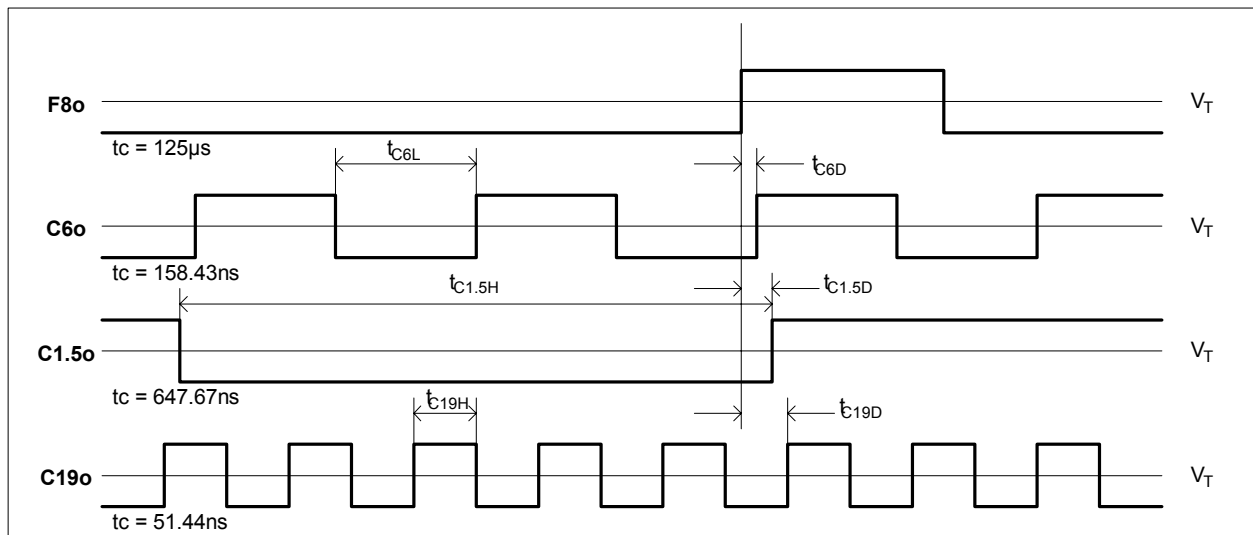 F8o
V_T
tc = 125µs
t_C6L
t_C6D
C6o
V_T
tc = 158.43ns
t_C1.5H
t_C1.5D
C1.5o
V_T
tc = 647.67ns
t_C19H
t_C19D
C19o
V_T
tc = 51.44ns